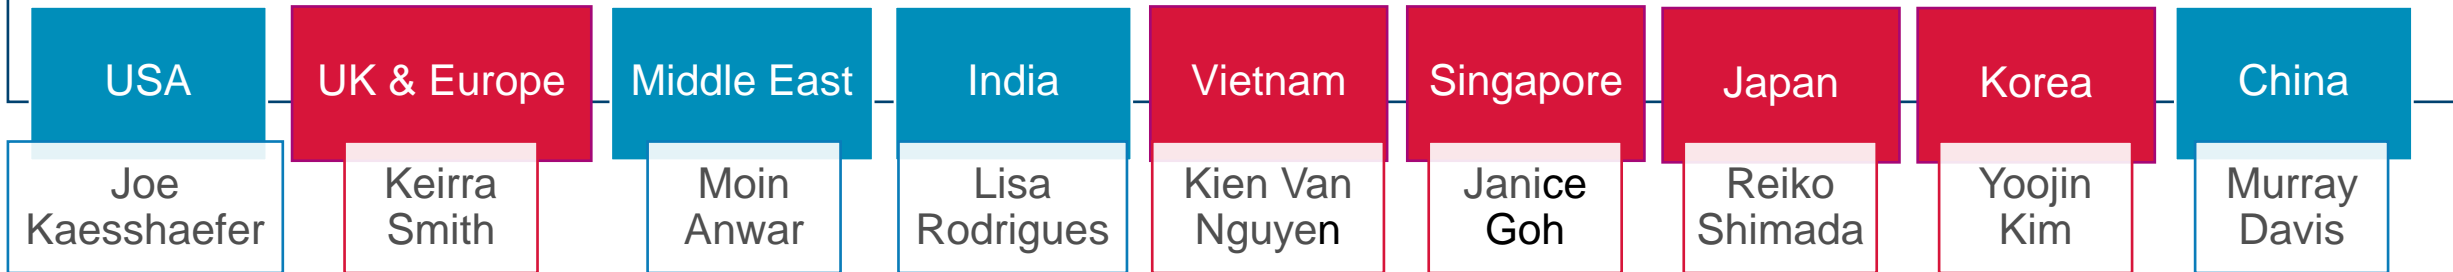 USA
Joe
Kaesshaefer
UK & Europe
Keirra
Smith
Middle East
Moin
Anwar
India
Lisa
Rodrigues
Vietnam
Kien Van
Nguyen
Singapore
Janice
Goh
Japan
Reiko
Shimada
Korea
Yoojin
Kim
China
Murray
Davis